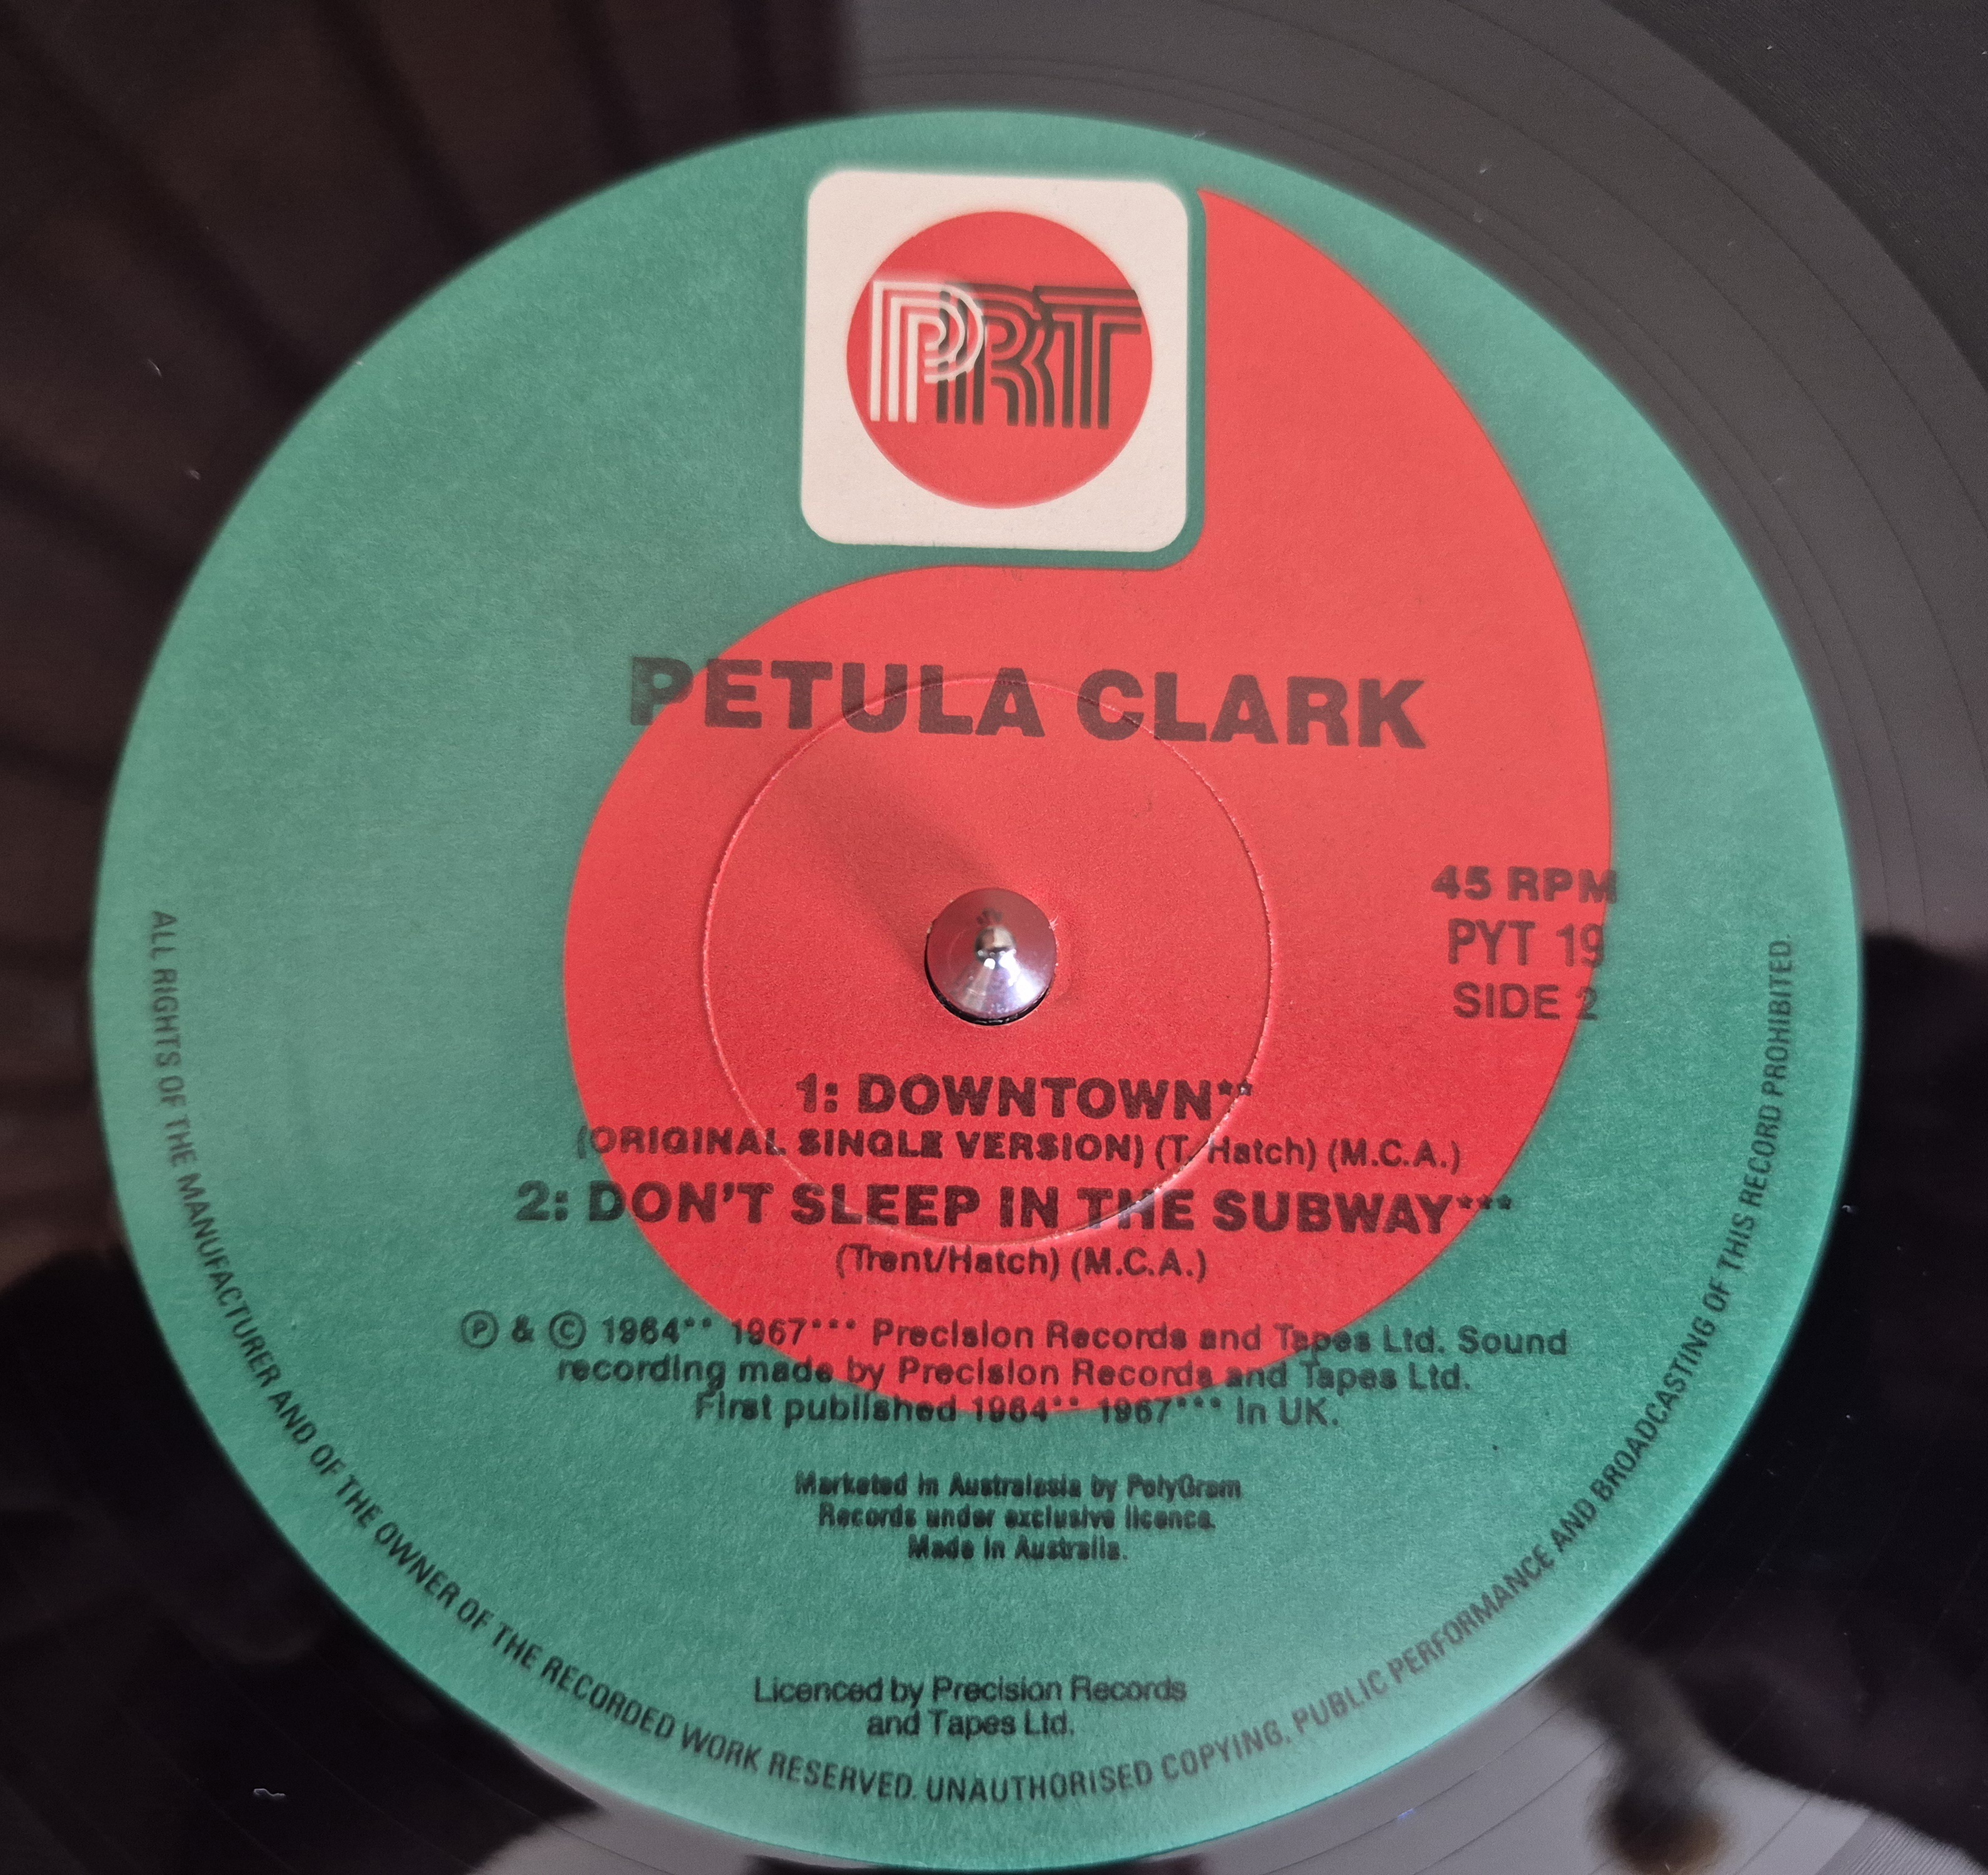 PRT
PETULA CLARK
45 RPM
PYT 19
SIDE 2
1: DOWNTOWN**
(ORIGINAL SINGLE VERSION) (T. Hatch) (M.C.A.)
2: DON'T SLEEP IN THE SUBWAY***
(Trent/Hatch) (M.C.A.)
Ⓟ & © 1964** 1967*** Precision Records and Tapes Ltd. Sound
recording made by Precision Records and Tapes Ltd.
First published 1964** 1967*** in UK.
Marketed in Australasia by PolyGram
Records under exclusive licence.
Made in Australia.
Licenced by Precision Records
and Tapes Ltd.
ALL RIGHTS OF THE MANUFACTURER AND OF THE OWNER OF THE RECORDED WORK RESERVED. UNAUTHORISED COPYING, PUBLIC PERFORMANCE AND BROADCASTING OF THIS RECORD PROHIBITED.